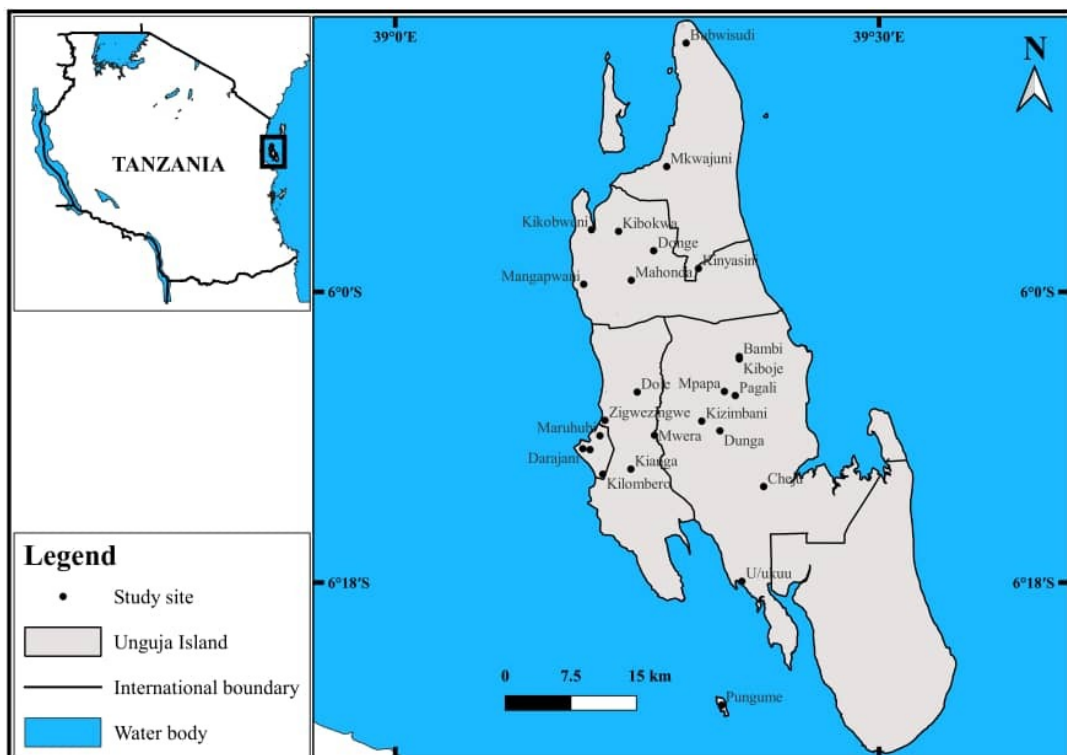 39°0′E
39°30′E
N
TANZANIA
Bubwisudi
Mkwajuni
Kikobweni
Kibokwa
Donge
Kinyasini
Mangapwani
Mahonda
6°0′S
6°0′S
Bambi
Kiboje
Dole
Mpapa
Pagali
Zigwezingwe
Kizimbani
Maruhubi
Mwera
Dunga
Darajani
Kianga
Kilombero
Cheju
U/ukuu
6°18′S
6°18′S
Legend
Study site
Unguja Island
International boundary
Water body
0
7.5
15 km
Pungume